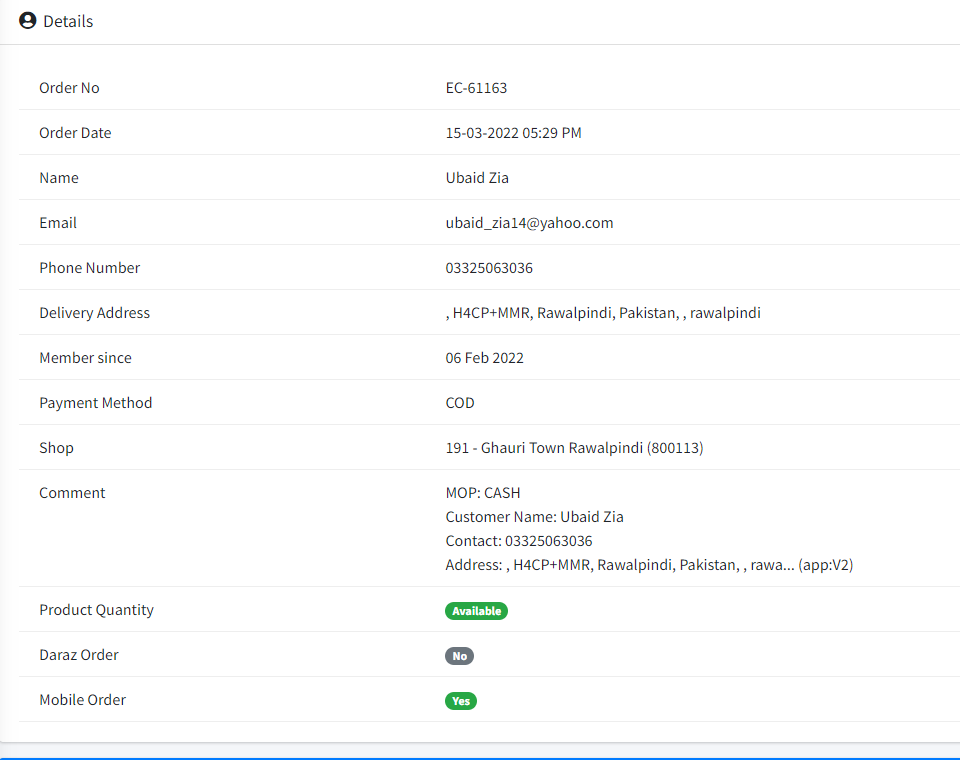 Details
Order No EC-61163
Order Date 15-03-2022 05:29 PM
Name Ubaid Zia
Email ubaid_zia14@yahoo.com
Phone Number 03325063036
Delivery Address , H4CP+MMR, Rawalpindi, Pakistan, , rawalpindi
Member since 06 Feb 2022
Payment Method COD
Shop 191 - Ghauri Town Rawalpindi (800113)
Comment MOP: CASH
Customer Name: Ubaid Zia
Contact: 03325063036
Address: , H4CP+MMR, Rawalpindi, Pakistan, , rawa... (app:V2)
Product Quantity Available
Daraz Order No
Mobile Order Yes